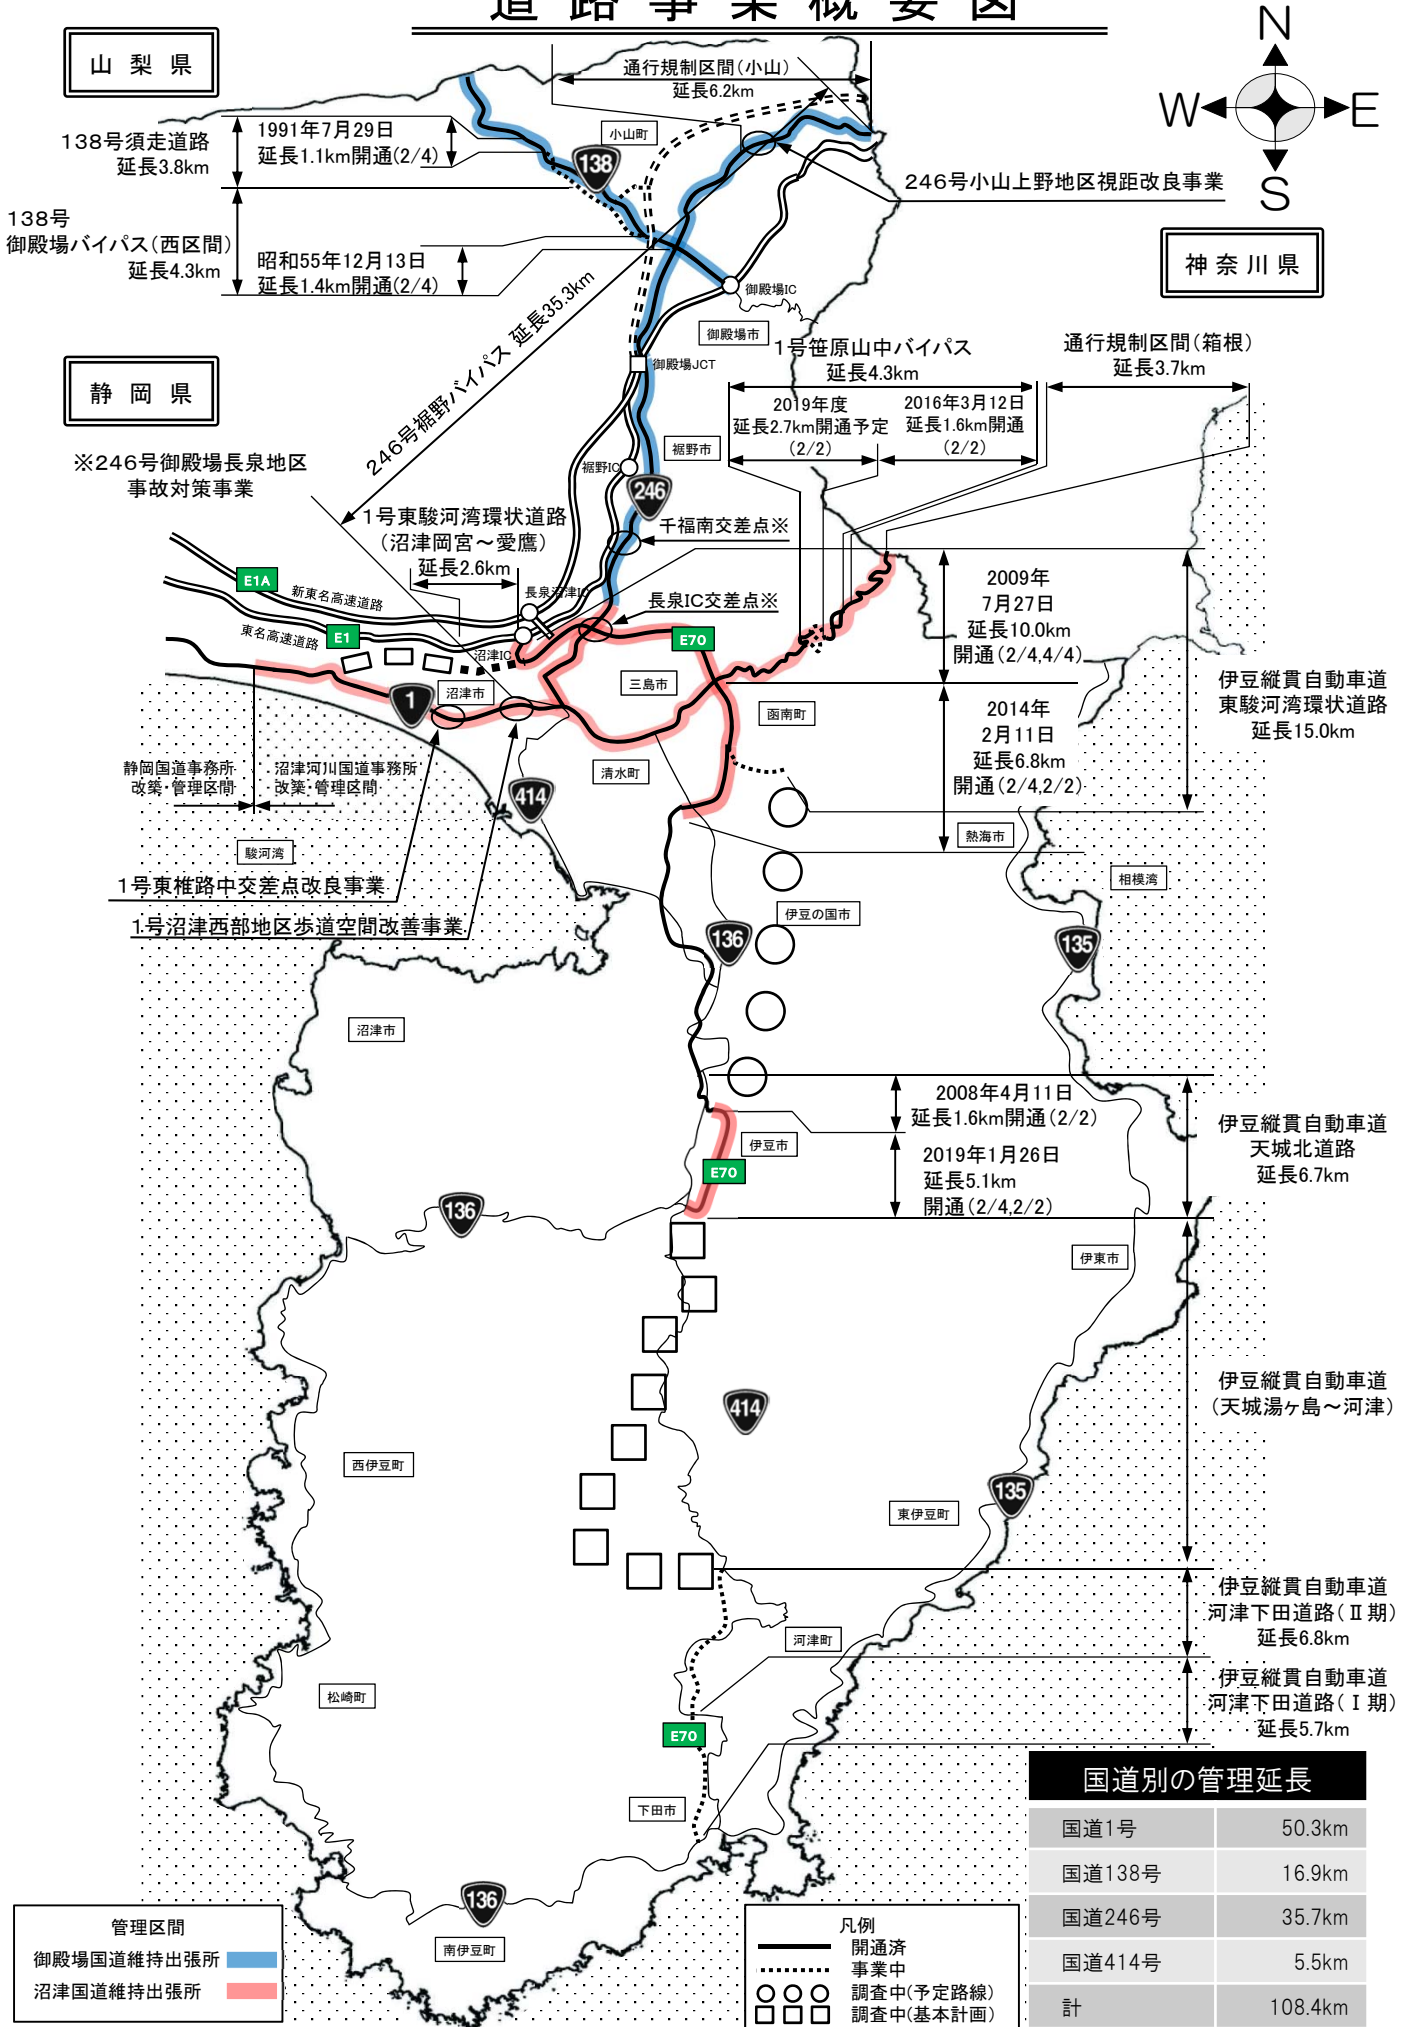 道路事業概要図
N
W
E
S
山梨県
神奈川県
静岡県
通行規制区間(小山)
延長6.2km
138号須走道路
延長3.8km
1991年7月29日
延長1.1km開通(2/4)
小山町
138
246号小山上野地区視距改良事業
138号
御殿場バイパス(西区間)
延長4.3km
昭和55年12月13日
延長1.4km開通(2/4)
246号裾野バイパス 延長35.3km
御殿場IC
御殿場市
御殿場JCT
1号笹原山中バイパス
延長4.3km
通行規制区間(箱根)
延長3.7km
2019年度
延長2.7km開通予定
(2/2)
2016年3月12日
延長1.6km開通
(2/2)
※246号御殿場長泉地区
事故対策事業
裾野市
裾野IC
246
1号東駿河湾環状道路
(沼津岡宮～愛鷹)
延長2.6km
千福南交差点※
E1A
新東名高速道路
長泉沼津IC
長泉IC交差点※
E1
東名高速道路
沼津IC
E70
2009年
7月27日
延長10.0km
開通(2/4,4/4)
伊豆縦貫自動車道
東駿河湾環状道路
延長15.0km
沼津市
1
三島市
函南町
2014年
2月11日
延長6.8km
開通(2/4,2/2)
静岡国道事務所
改築・管理区間
沼津河川国道事務所
改築・管理区間
清水町
414
熱海市
駿河湾
相模湾
1号東椎路中交差点改良事業
1号沼津西部地区歩道空間改善事業
伊豆の国市
136
135
沼津市
2008年4月11日
延長1.6km開通(2/2)
伊豆市
E70
2019年1月26日
延長5.1km
開通(2/4,2/2)
伊豆縦貫自動車道
天城北道路
延長6.7km
136
伊東市
伊豆縦貫自動車道
(天城湯ヶ島～河津)
414
西伊豆町
135
東伊豆町
伊豆縦貫自動車道
河津下田道路(Ⅱ期)
延長6.8km
河津町
松崎町
伊豆縦貫自動車道
河津下田道路(Ⅰ期)
延長5.7km
E70
下田市
136
南伊豆町
国道別の管理延長
国道1号 50.3km
国道138号 16.9km
国道246号 35.7km
国道414号 5.5km
計 108.4km
管理区間
御殿場国道維持出張所
沼津国道維持出張所
凡例
開通済
事業中
調査中(予定路線)
調査中(基本計画)